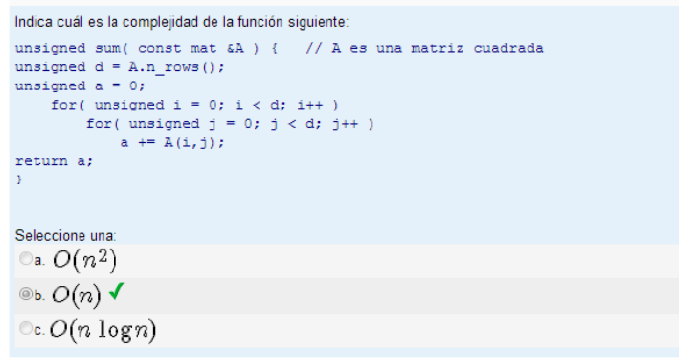 Indica cuál es la complejidad de la función siguiente:
unsigned sum( const mat &A ) {   // A es una matriz cuadrada
unsigned d = A.n_rows();
unsigned a = 0;
    for( unsigned i = 0; i < d; i++ )
        for( unsigned j = 0; j < d; j++ )
            a += A(i,j);
return a;
}
Seleccione una:
a. O(n²)
b. O(n) ✓
c. O(n log n)